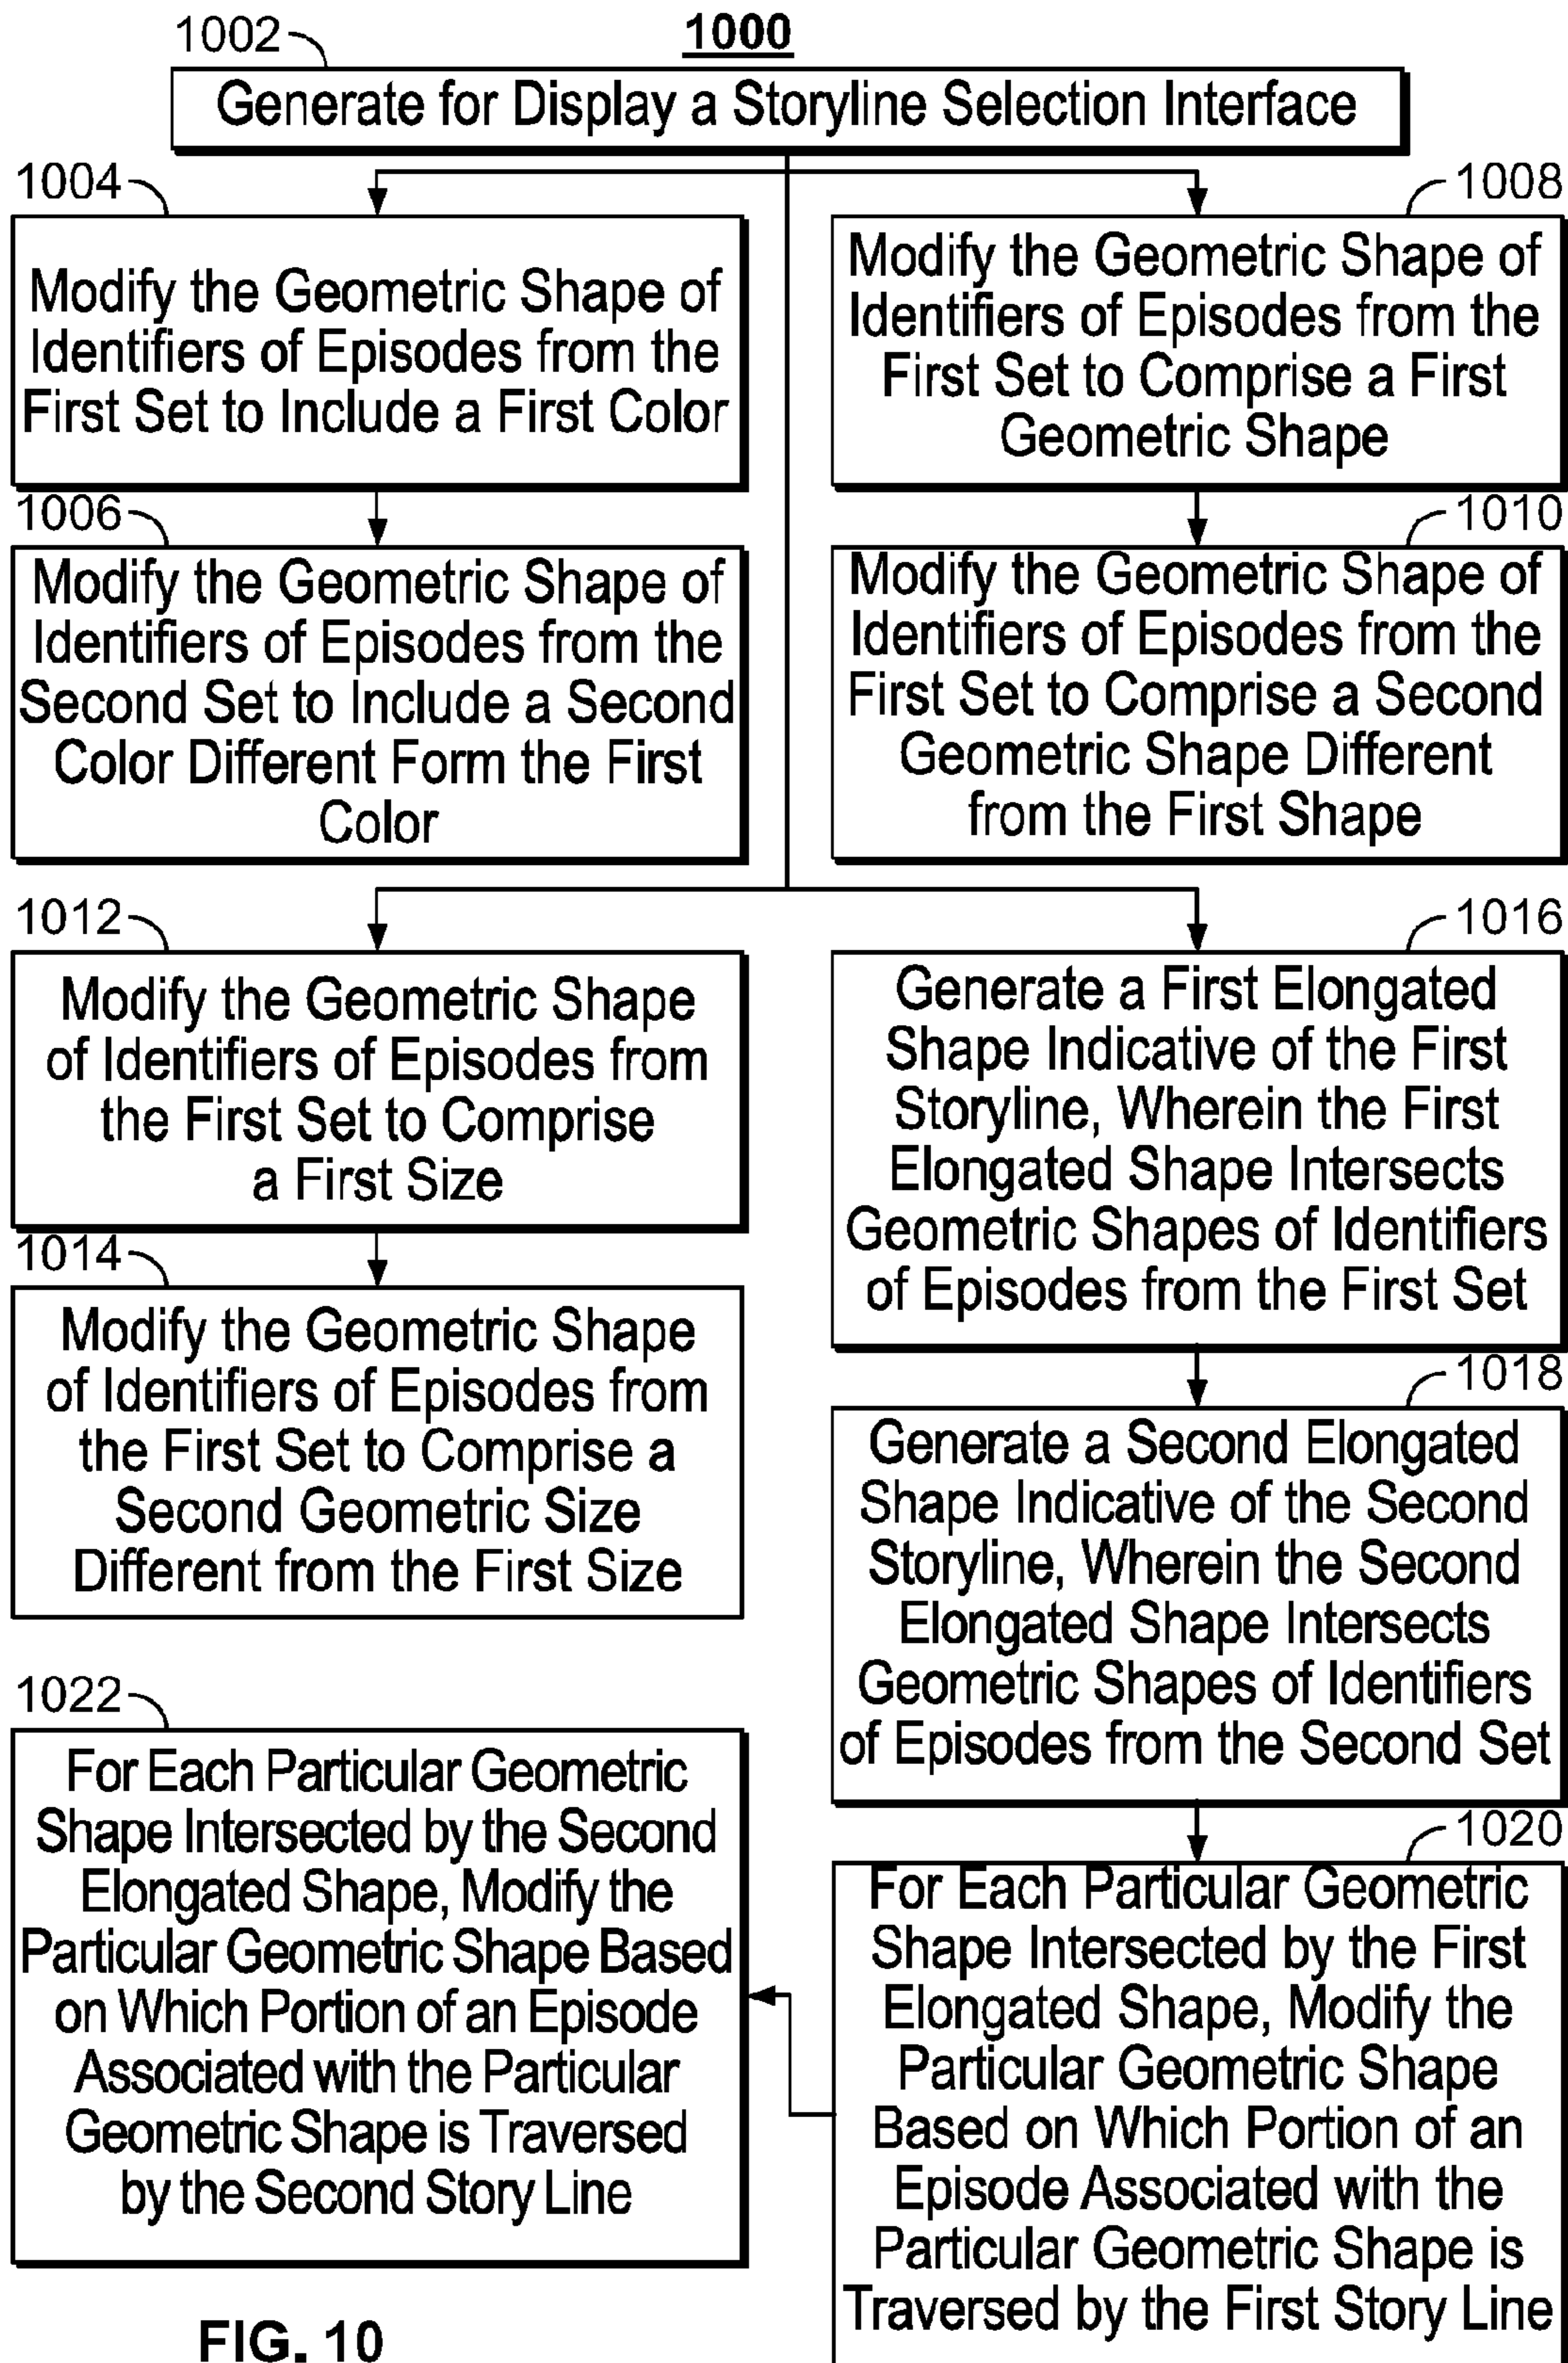 1000
1002
Generate for Display a Storyline Selection Interface
1004
Modify the Geometric Shape of
Identifiers of Episodes from the
First Set to Include a First Color
1006
Modify the Geometric Shape of
Identifiers of Episodes from the
Second Set to Include a Second
Color Different Form the First
Color
1008
Modify the Geometric Shape of
Identifiers of Episodes from the
First Set to Comprise a First
Geometric Shape
1010
Modify the Geometric Shape of
Identifiers of Episodes from the
First Set to Comprise a Second
Geometric Shape Different
from the First Shape
1012
Modify the Geometric Shape
of Identifiers of Episodes from
the First Set to Comprise
a First Size
1014
Modify the Geometric Shape
of Identifiers of Episodes from
the First Set to Comprise a
Second Geometric Size
Different from the First Size
1016
Generate a First Elongated
Shape Indicative of the First
Storyline, Wherein the First
Elongated Shape Intersects
Geometric Shapes of Identifiers
of Episodes from the First Set
1018
Generate a Second Elongated
Shape Indicative of the Second
Storyline, Wherein the Second
Elongated Shape Intersects
Geometric Shapes of Identifiers
of Episodes from the Second Set
1020
For Each Particular Geometric
Shape Intersected by the First
Elongated Shape, Modify the
Particular Geometric Shape
Based on Which Portion of an
Episode Associated with the
Particular Geometric Shape is
Traversed by the First Story Line
1022
For Each Particular Geometric
Shape Intersected by the Second
Elongated Shape, Modify the
Particular Geometric Shape Based
on Which Portion of an Episode
Associated with the Particular
Geometric Shape is Traversed
by the Second Story Line
FIG. 10